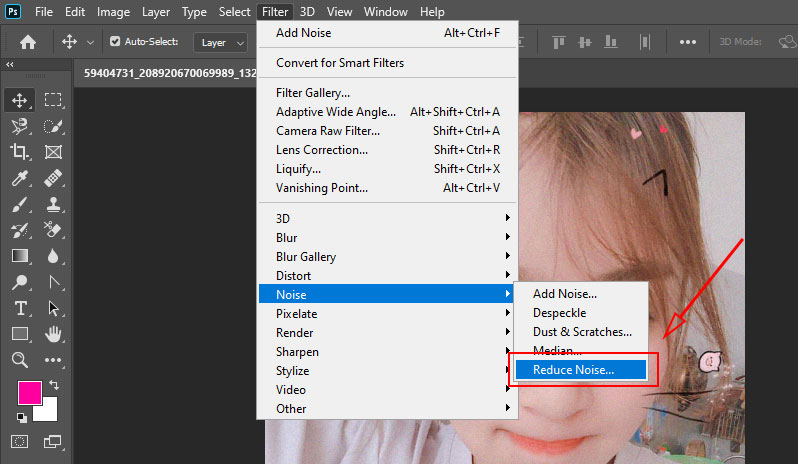 Ps File Edit Image Layer Type Select Filter 3D View Window Help
Auto-Select: Layer 3D Mode:
59404731_208920670069989_132
Add Noise Alt+Ctrl+F
Convert for Smart Filters
Filter Gallery...
Adaptive Wide Angle... Alt+Shift+Ctrl+A
Camera Raw Filter... Shift+Ctrl+A
Lens Correction... Shift+Ctrl+R
Liquify... Shift+Ctrl+X
Vanishing Point... Alt+Ctrl+V
3D
Blur
Blur Gallery
Distort
Noise
Pixelate
Render
Sharpen
Stylize
Video
Other
Add Noise...
Despeckle
Dust & Scratches...
Median...
Reduce Noise...